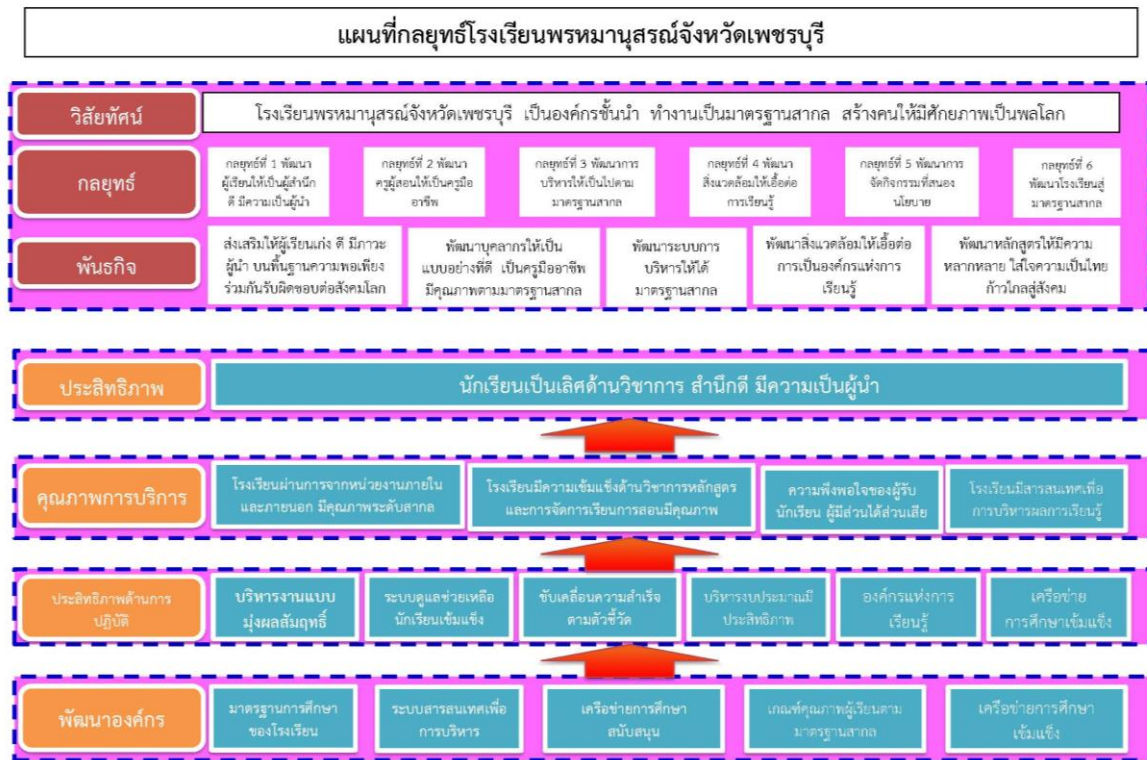 แผนที่กลยุทธ์โรงเรียนพรหมานุสรณ์จังหวัดเพชรบุรี
วิสัยทัศน์
โรงเรียนพรหมานุสรณ์จังหวัดเพชรบุรี เป็นองค์กรชั้นนำ ทำงานเป็นมาตรฐานสากล สร้างคนให้มีศักยภาพเป็นพลโลก
กลยุทธ์
กลยุทธ์ที่ 1 พัฒนา
ผู้เรียนให้เป็นผู้สำนึก
ดี มีความเป็นผู้นำ
กลยุทธ์ที่ 2 พัฒนา
ครูผู้สอนให้เป็นครูมือ
อาชีพ
กลยุทธ์ที่ 3 พัฒนาการ
บริหารให้เป็นไปตาม
มาตรฐานสากล
กลยุทธ์ที่ 4 พัฒนา
สิ่งแวดล้อมให้เอื้อต่อ
การเรียนรู้
กลยุทธ์ที่ 5 พัฒนาการ
จัดกิจกรรมที่สนอง
นโยบาย
กลยุทธ์ที่ 6
พัฒนาโรงเรียนสู่
มาตรฐานสากล
พันธกิจ
ส่งเสริมให้ผู้เรียนเก่ง ดี มีภาวะ
ผู้นำ บนพื้นฐานความพอเพียง
ร่วมกันรับผิดชอบต่อสังคมโลก
พัฒนาบุคลากรให้เป็น
แบบอย่างที่ดี เป็นครูมืออาชีพ
มีคุณภาพตามมาตรฐานสากล
พัฒนาระบบการ
บริหารให้ได้
มาตรฐานสากล
พัฒนาสิ่งแวดล้อมให้เอื้อต่อ
การเป็นองค์กรแห่งการ
เรียนรู้
พัฒนาหลักสูตรให้มีความ
หลากหลาย ใส่ใจความเป็นไทย
ก้าวไกลสู่สังคม
ประสิทธิภาพ
นักเรียนเป็นเลิศด้านวิชาการ สำนึกดี มีความเป็นผู้นำ
คุณภาพการบริการ
โรงเรียนผ่านการจากหน่วยงานภายใน
และภายนอก มีคุณภาพระดับสากล
โรงเรียนมีความเข้มแข็งด้านวิชาการหลักสูตร
และการจัดการเรียนการสอนมีคุณภาพ
ความพึงพอใจของผู้รับ
นักเรียน ผู้มีส่วนได้ส่วนเสีย
โรงเรียนมีสารสนเทศเพื่อ
การบริหารผลการเรียนรู้
ประสิทธิภาพด้านการ
ปฏิบัติ
บริหารงานแบบ
มุ่งผลสัมฤทธิ์
ระบบดูแลช่วยเหลือ
นักเรียนเข้มแข็ง
ขับเคลื่อนความสำเร็จ
ตามตัวชี้วัด
บริหารงบประมาณมี
ประสิทธิภาพ
องค์กรแห่งการ
เรียนรู้
เครือข่าย
การศึกษาเข้มแข็ง
พัฒนาองค์กร
มาตรฐานการศึกษา
ของโรงเรียน
ระบบสารสนเทศเพื่อ
การบริหาร
เครือข่ายการศึกษา
สนับสนุน
เกณฑ์คุณภาพผู้เรียนตาม
มาตรฐานสากล
เครือข่ายการศึกษา
เข้มแข็ง